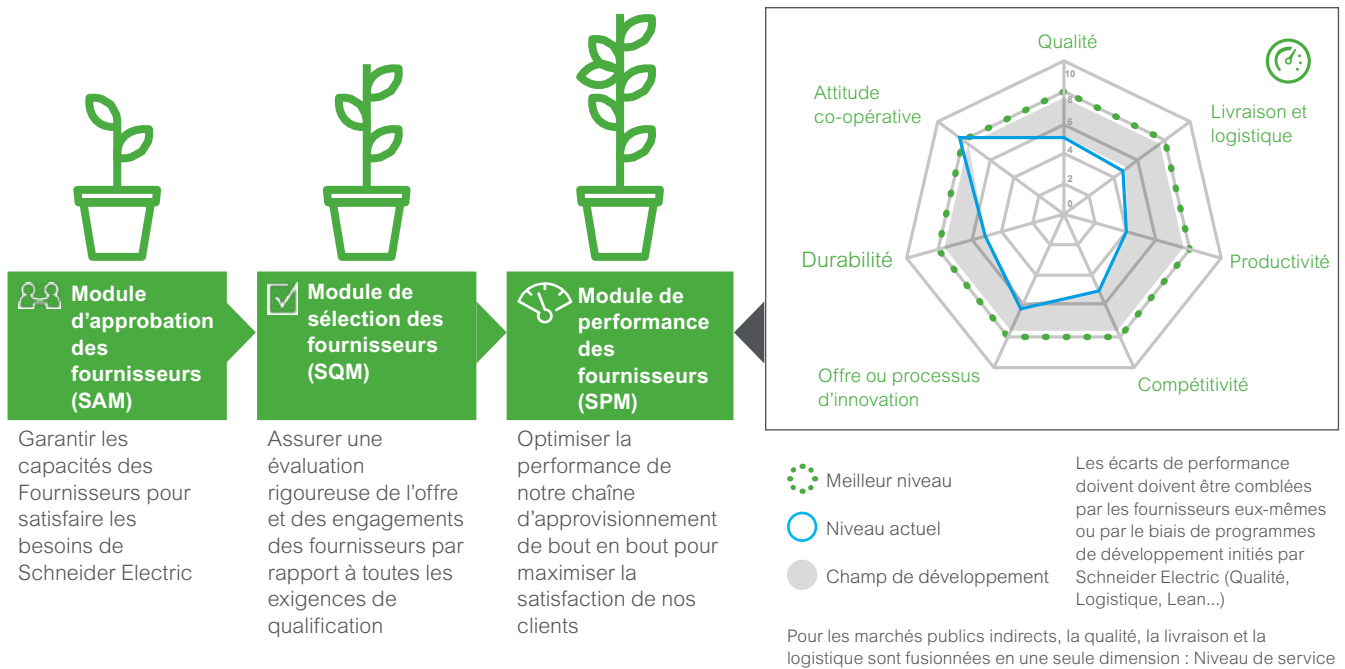 Module
d'approbation
des
fournisseurs
(SAM)
Garantir les
capacités des
Fournisseurs pour
satisfaire les
besoins de
Schneider Electric
Module de
sélection des
fournisseurs
(SQM)
Assurer une
évaluation
rigoureuse de l'offre
et des engagements
des fournisseurs par
rapport à toutes les
exigences de
qualification
Module de
performance
des
fournisseurs
(SPM)
Optimiser la
performance de
notre chaîne
d'approvisionnement
de bout en bout pour
maximiser la
satisfaction de nos
clients
Qualité
Livraison et
logistique
Productivité
Compétitivité
Offre ou processus
d'innovation
Durabilité
Attitude
co-opérative
10
8
6
4
2
0
Meilleur niveau
Niveau actuel
Champ de développement
Les écarts de performance
doivent doivent être comblées
par les fournisseurs eux-mêmes
ou par le biais de programmes
de développement initiés par
Schneider Electric (Qualité,
Logistique, Lean...)
Pour les marchés publics indirects, la qualité, la livraison et la
logistique sont fusionnées en une seule dimension : Niveau de service